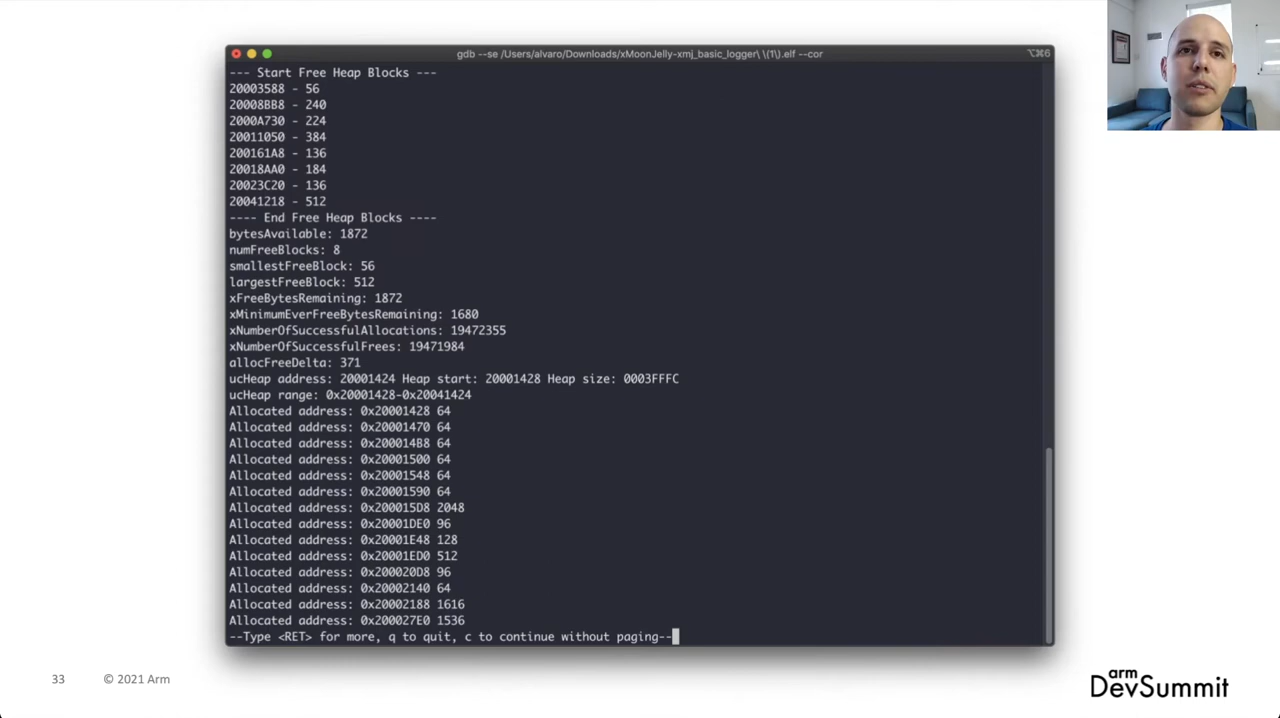 gdb --se /Users/alvaro/Downloads/xMoonJelly-xmj_basic_logger\ \(1\).elf --cor
⌥⌘6
--- Start Free Heap Blocks ---
20003588 - 56
20008BB8 - 240
2000A730 - 224
20011050 - 384
200161A8 - 136
20018AA0 - 184
20023C20 - 136
20041218 - 512
---- End Free Heap Blocks ----
bytesAvailable: 1872
numFreeBlocks: 8
smallestFreeBlock: 56
largestFreeBlock: 512
xFreeBytesRemaining: 1872
xMinimumEverFreeBytesRemaining: 1680
xNumberOfSuccessfulAllocations: 19472355
xNumberOfSuccessfulFrees: 19471984
allocFreeDelta: 371
ucHeap address: 20001424 Heap start: 20001428 Heap size: 0003FFFC
ucHeap range: 0x20001428-0x20041424
Allocated address: 0x20001428 64
Allocated address: 0x20001470 64
Allocated address: 0x200014B8 64
Allocated address: 0x20001500 64
Allocated address: 0x20001548 64
Allocated address: 0x20001590 64
Allocated address: 0x200015D8 2048
Allocated address: 0x20001DE0 96
Allocated address: 0x20001E48 128
Allocated address: 0x20001ED0 512
Allocated address: 0x200020D8 96
Allocated address: 0x20002140 64
Allocated address: 0x20002188 1616
Allocated address: 0x200027E0 1536
--Type <RET> for more, q to quit, c to continue without paging--
33 © 2021 Arm
arm
DevSummit